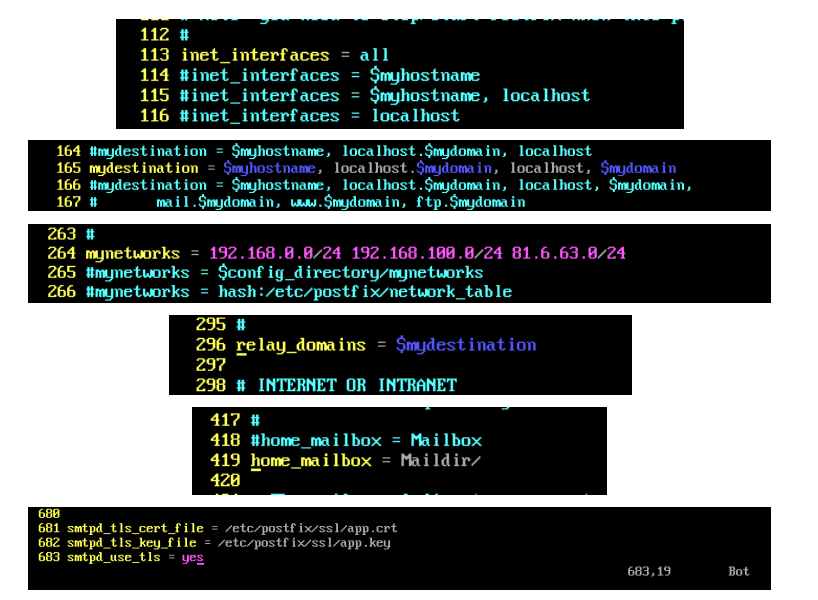 112 #
113 inet_interfaces = all
114 #inet_interfaces = $myhostname
115 #inet_interfaces = $myhostname, localhost
116 #inet_interfaces = localhost
164 #mydestination = $myhostname, localhost.$mydomain, localhost
165 mydestination = $myhostname, localhost.$mydomain, localhost, $mydomain
166 #mydestination = $myhostname, localhost.$mydomain, localhost, $mydomain,
167 # mail.$mydomain, www.$mydomain, ftp.$mydomain
263 #
264 mynetworks = 192.168.0.0/24 192.168.100.0/24 81.6.63.0/24
265 #mynetworks = $config_directory/mynetworks
266 #mynetworks = hash:/etc/postfix/network_table
295 #
296 relay_domains = $mydestination
297
298 # INTERNET OR INTRANET
417 #
418 #home_mailbox = Mailbox
419 home_mailbox = Maildir/
420
680
681 smtpd_tls_cert_file = /etc/postfix/ssl/app.crt
682 smtpd_tls_key_file = /etc/postfix/ssl/app.key
683 smtpd_use_tls = yes
683,19 Bot